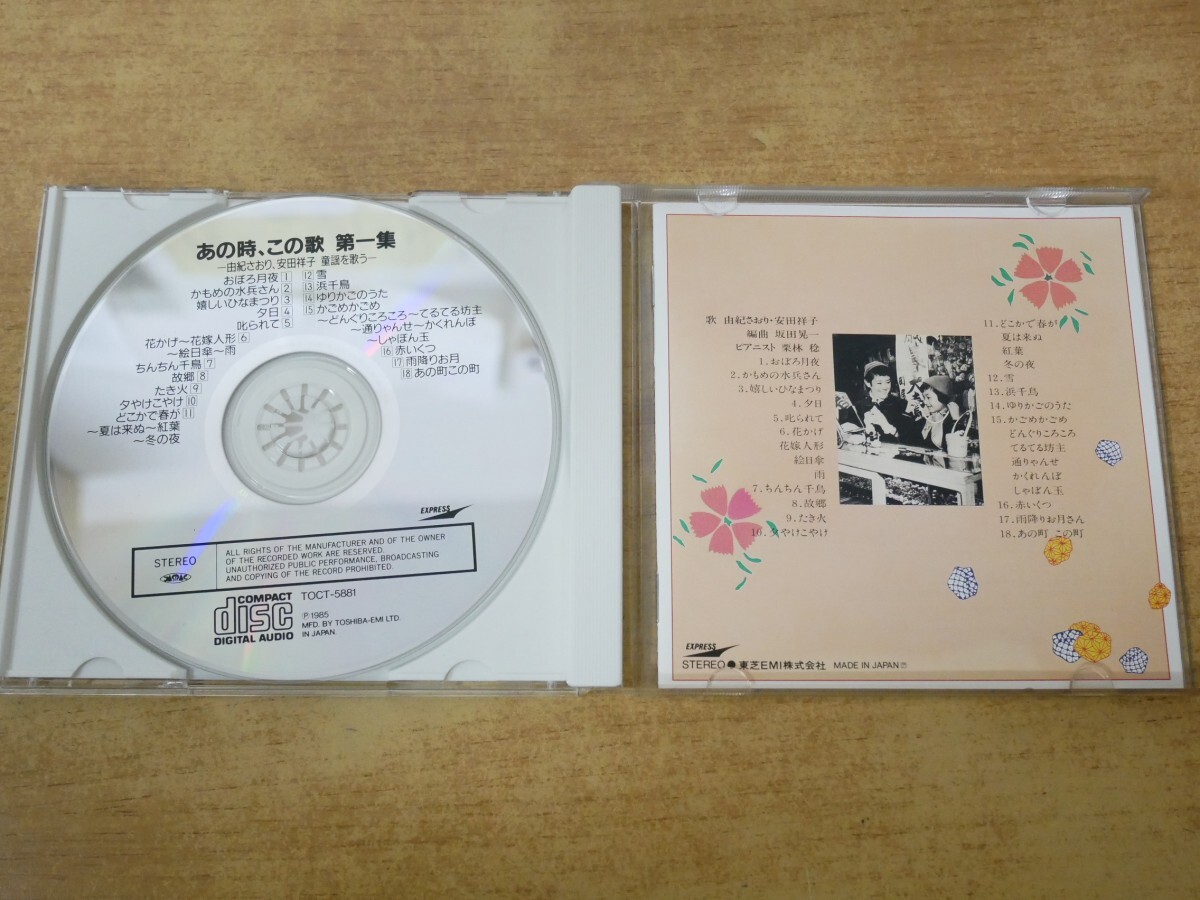 あの時、この歌 第一集
―由紀さおり、安田祥子 童謡を歌う―
おぼろ月夜 1
かもめの水兵さん 2
嬉しいひなまつり 3
夕日 4
叱られて 5
花かげ～花嫁人形 6
～絵日傘～雨
ちんちん千鳥 7
故郷 8
たき火 9
夕やけこやけ 10
どこかで春が 11
～夏は来ぬ～紅葉
～冬の夜
12 雪
13 浜千鳥
14 ゆりかごのうた
15 かごめかごめ
～どんぐりころころ～てるてる坊主
～通りゃんせ～かくれんぼ
～しゃぼん玉
16 赤いくつ
17 雨降りお月
18 あの町この町
EXPRESS
STEREO
ALL RIGHTS OF THE MANUFACTURER AND OF THE OWNER
OF THE RECORDED WORK ARE RESERVED.
UNAUTHORIZED PUBLIC PERFORMANCE, BROADCASTING
AND COPYING OF THE RECORD PROHIBITED.
COMPACT
disc
DIGITAL AUDIO
TOCT-5881
Ⓟ1985
MFD. BY TOSHIBA-EMI LTD.
IN JAPAN.
歌 由紀さおり・安田祥子
編曲 坂田晃一
ピアニスト 栗林 稔
1.おぼろ月夜
2.かもめの水兵さん
3.嬉しいひなまつり
4.夕日
5.叱られて
6.花かげ
花嫁人形
絵日傘
雨
7.ちんちん千鳥
8.故郷
9.たき火
10.夕やけこやけ
11.どこかで春が
夏は来ぬ
紅葉
冬の夜
12.雪
13.浜千鳥
14.ゆりかごのうた
15.かごめかごめ
どんぐりころころ
てるてる坊主
通りゃんせ
かくれんぼ
しゃぼん玉
16.赤いくつ
17.雨降りお月さん
18.あの町 この町
EXPRESS
STEREO 東芝EMI株式会社 MADE IN JAPAN Ⓟ